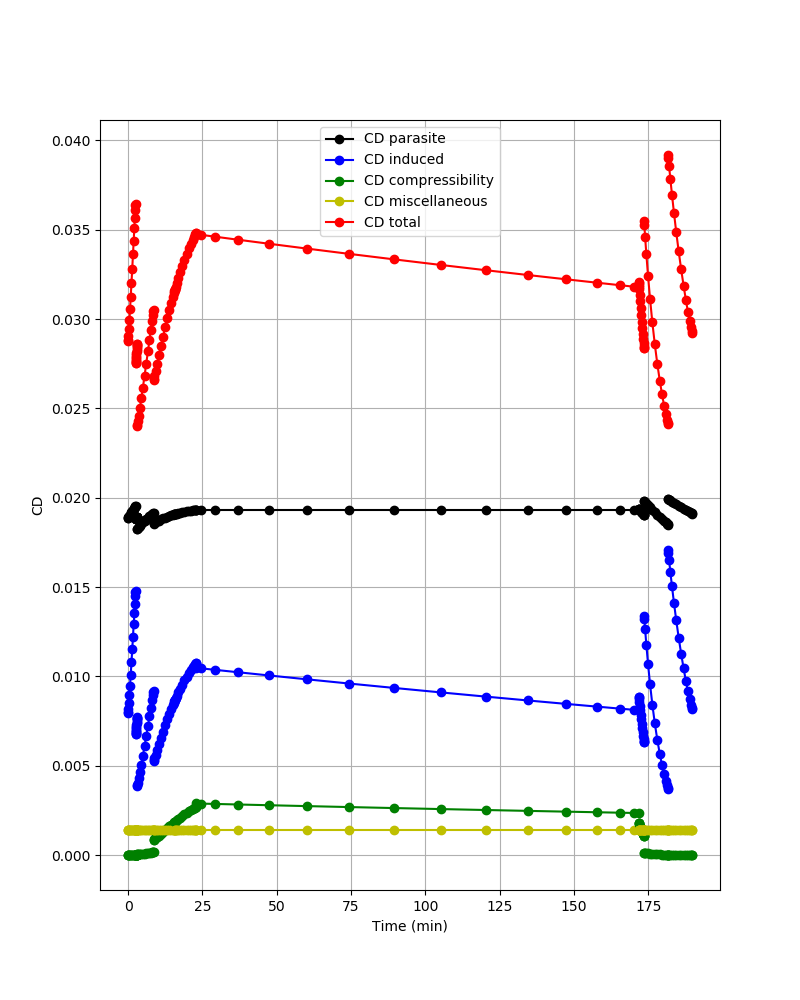 CD parasite
CD induced
CD compressibility
CD miscellaneous
CD total
0.040
0.035
0.030
0.025
0.020
0.015
0.010
0.005
0.000
CD
0 25 50 75 100 125 150 175
Time (min)